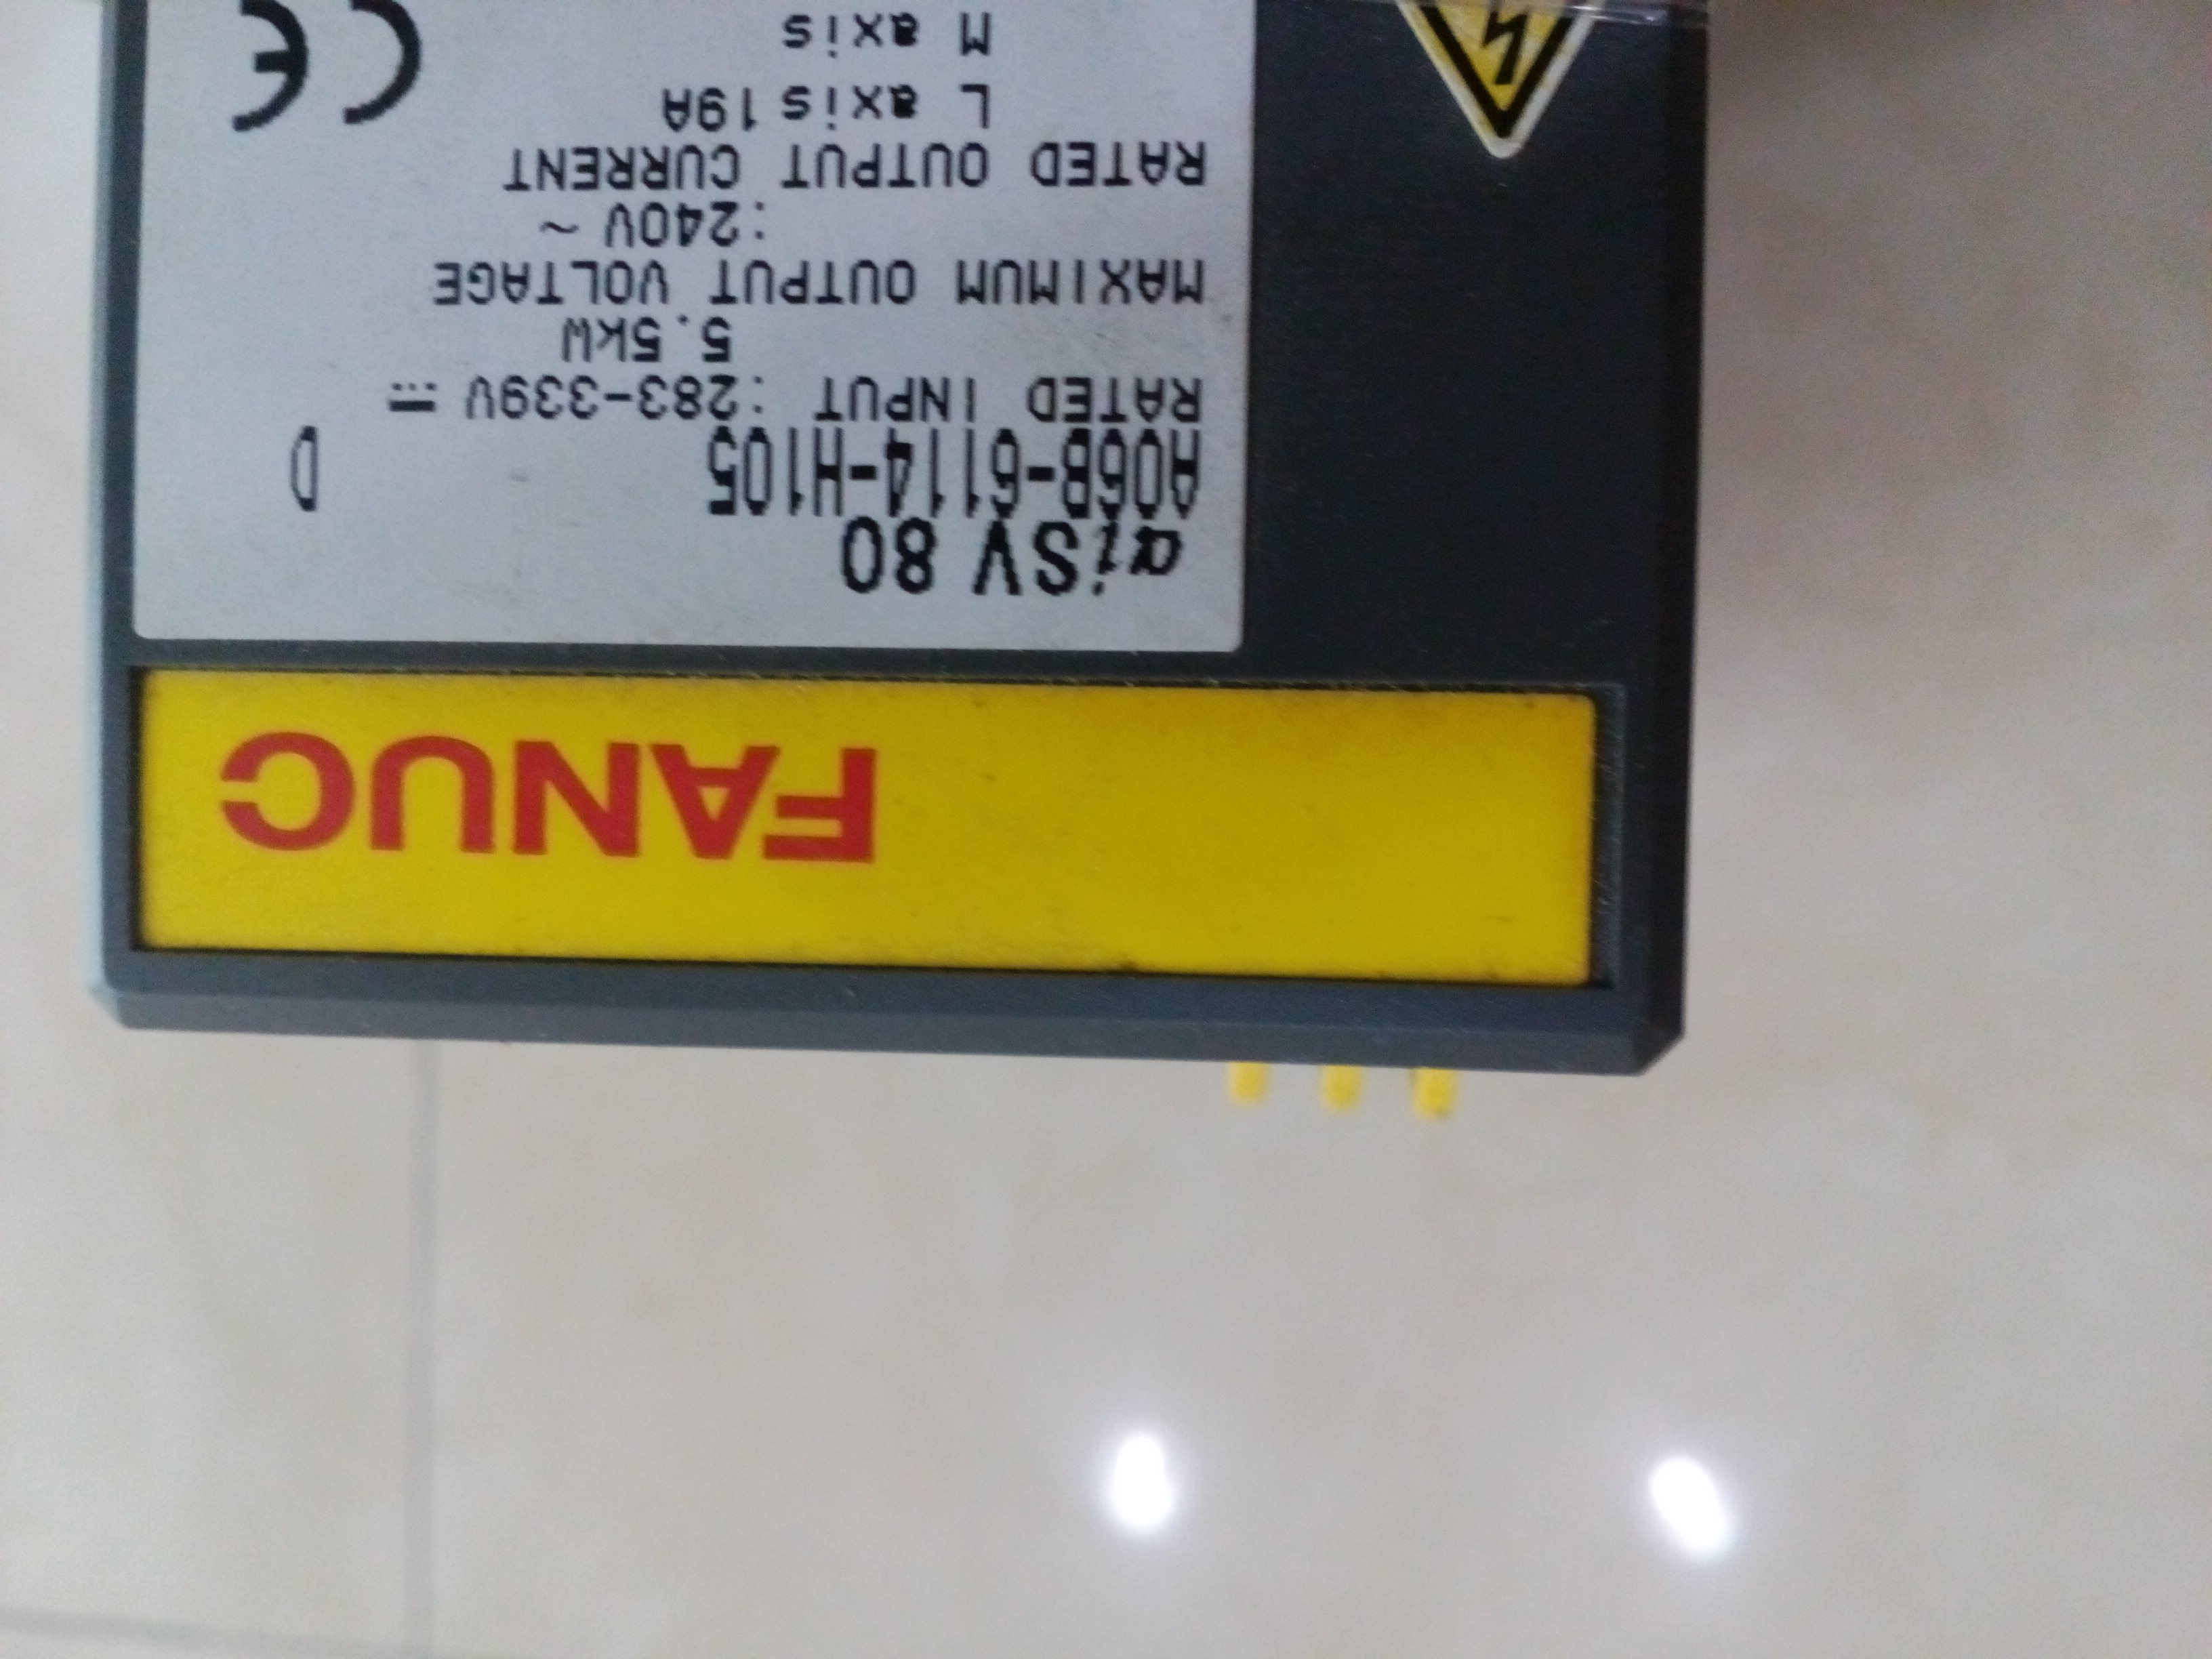 FANUC
αiSV 80
A06B-6114-H105 D
RATED INPUT :283-339V ⎓
5.5kW
MAXIMUM OUTPUT VOLTAGE
:240V ~
RATED OUTPUT CURRENT
L axis 19A
M axis
CE